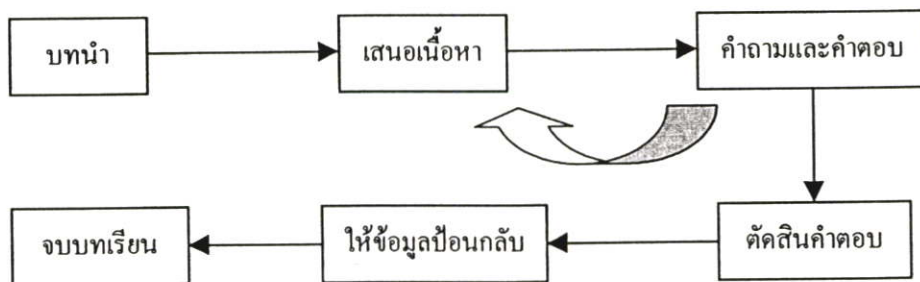 บทนำ
เสนอเนื้อหา
คำถามและคำตอบ
ตัดสินคำตอบ
ให้ข้อมูลป้อนกลับ
จบบทเรียน